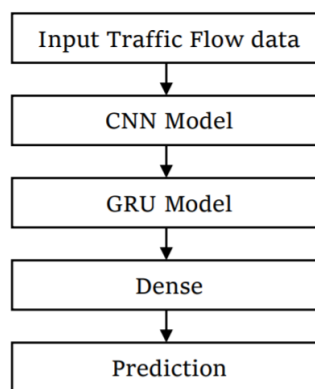 Input Traffic Flow data
CNN Model
GRU Model
Dense
Prediction